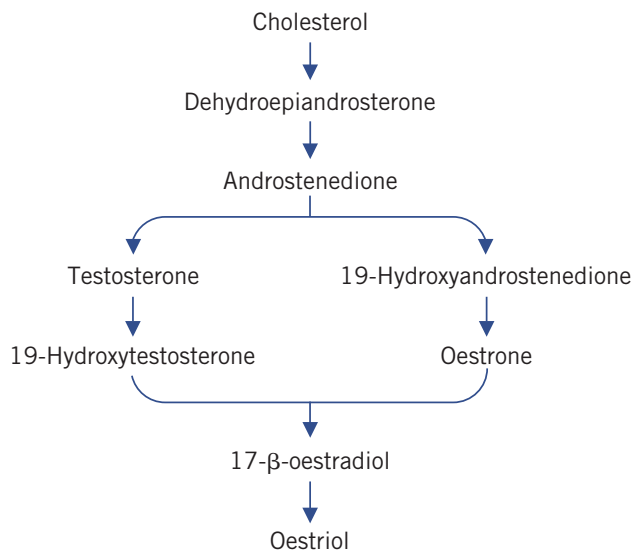 Cholesterol
Dehydroepiandrosterone
Androstenedione
Testosterone
19-Hydroxyandrostenedione
19-Hydroxytestosterone
Oestrone
17-β-oestradiol
Oestriol